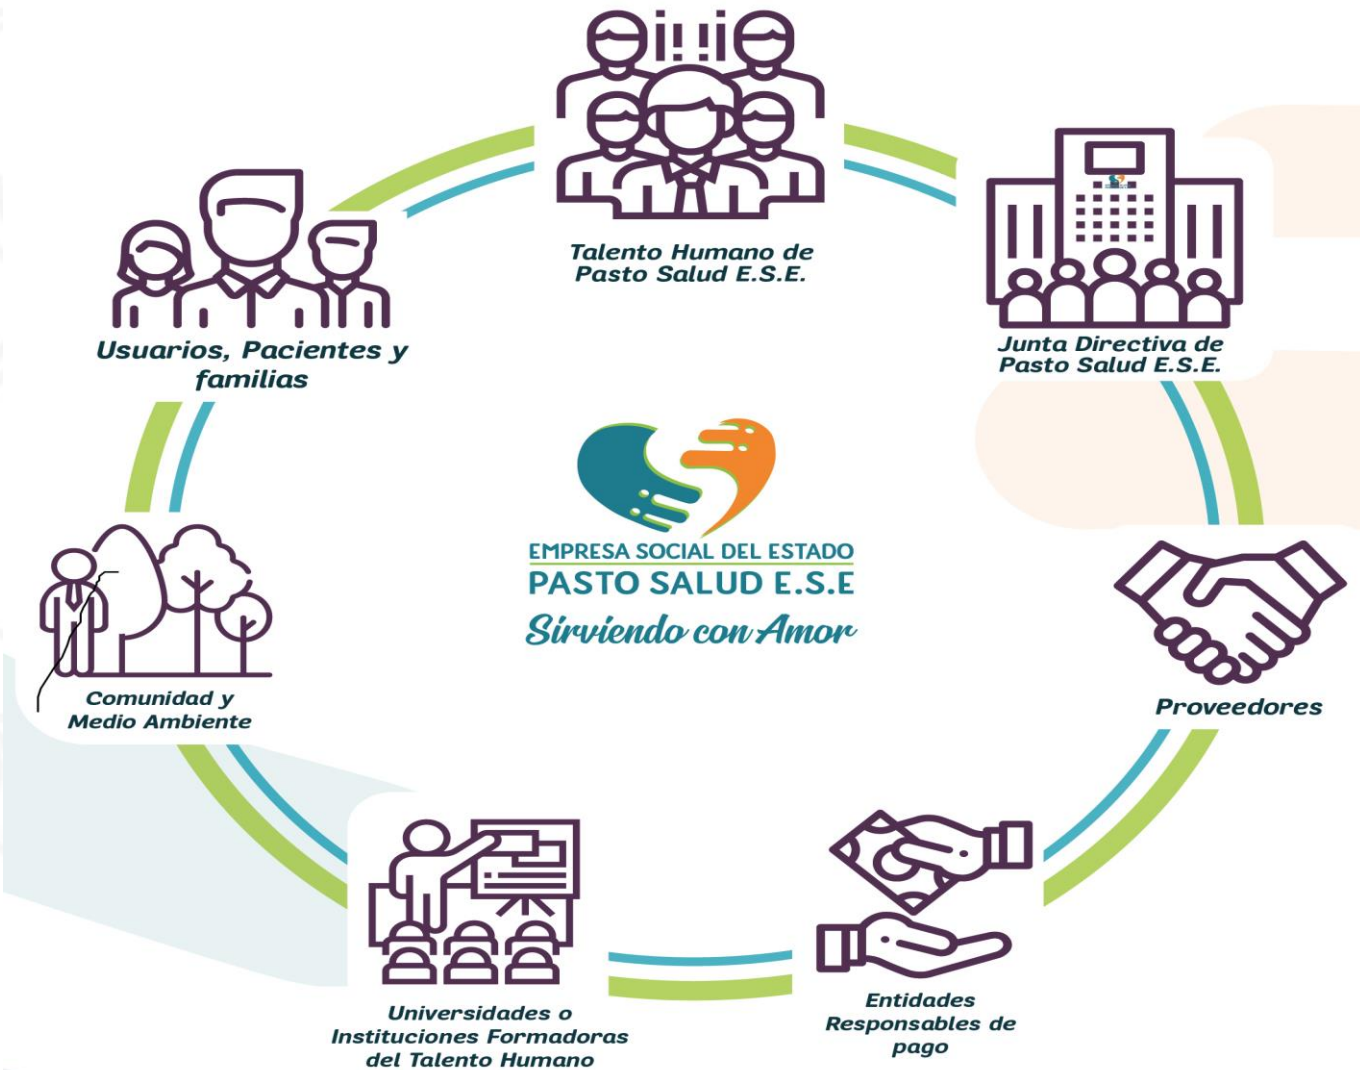 Talento Humano de
Pasto Salud E.S.E.
Junta Directiva de
Pasto Salud E.S.E.
Usuarios, Pacientes y
familias
EMPRESA SOCIAL DEL ESTADO
PASTO SALUD E.S.E
Sirviendo con Amor
Comunidad y
Medio Ambiente
Proveedores
Universidades o
Instituciones Formadoras
del Talento Humano
Entidades
Responsables de
pago